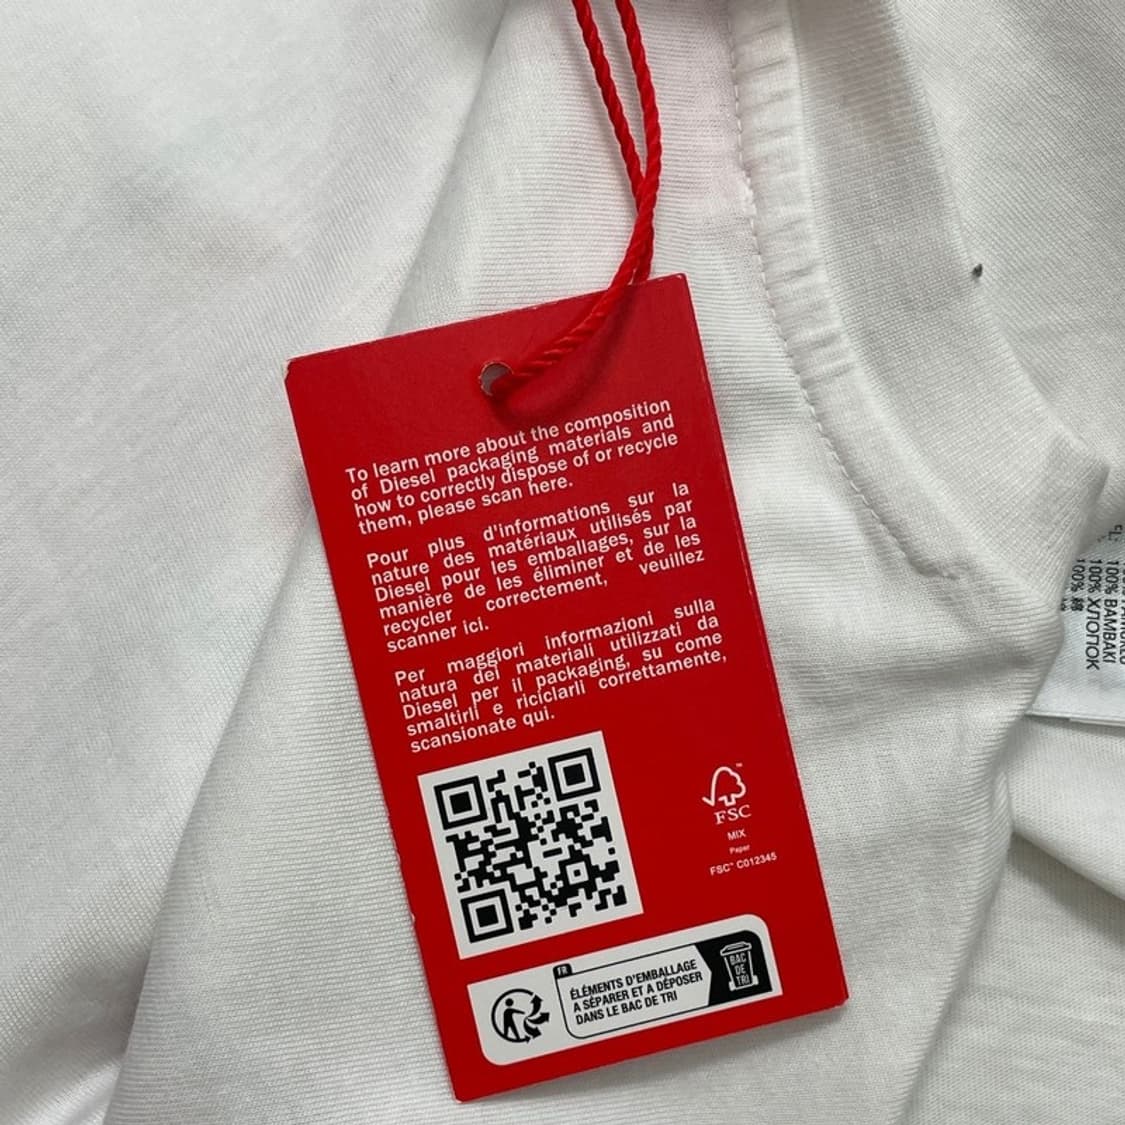 To learn more about the composition
of Diesel packaging materials and
how to correctly dispose of or recycle
them, please scan here.
Pour plus d'informations sur la
nature des matériaux utilisés par
Diesel pour les emballages, sur la
manière de les éliminer et de les
recycler correctement, veuillez
scanner ici.
Per maggiori informazioni sulla
natura dei materiali utilizzati da
Diesel per il packaging, su come
smaltirli e riciclarli correttamente,
scansionate qui.
FSC
MIX
Paper
FSC™ C012345
FR
ÉLÉMENTS D'EMBALLAGE
A SÉPARER ET A DÉPOSER
DANS LE BAC DE TRI
BAC
DE
TRI
100% BAMBAKI
100% ХЛОПОК
100% 棉